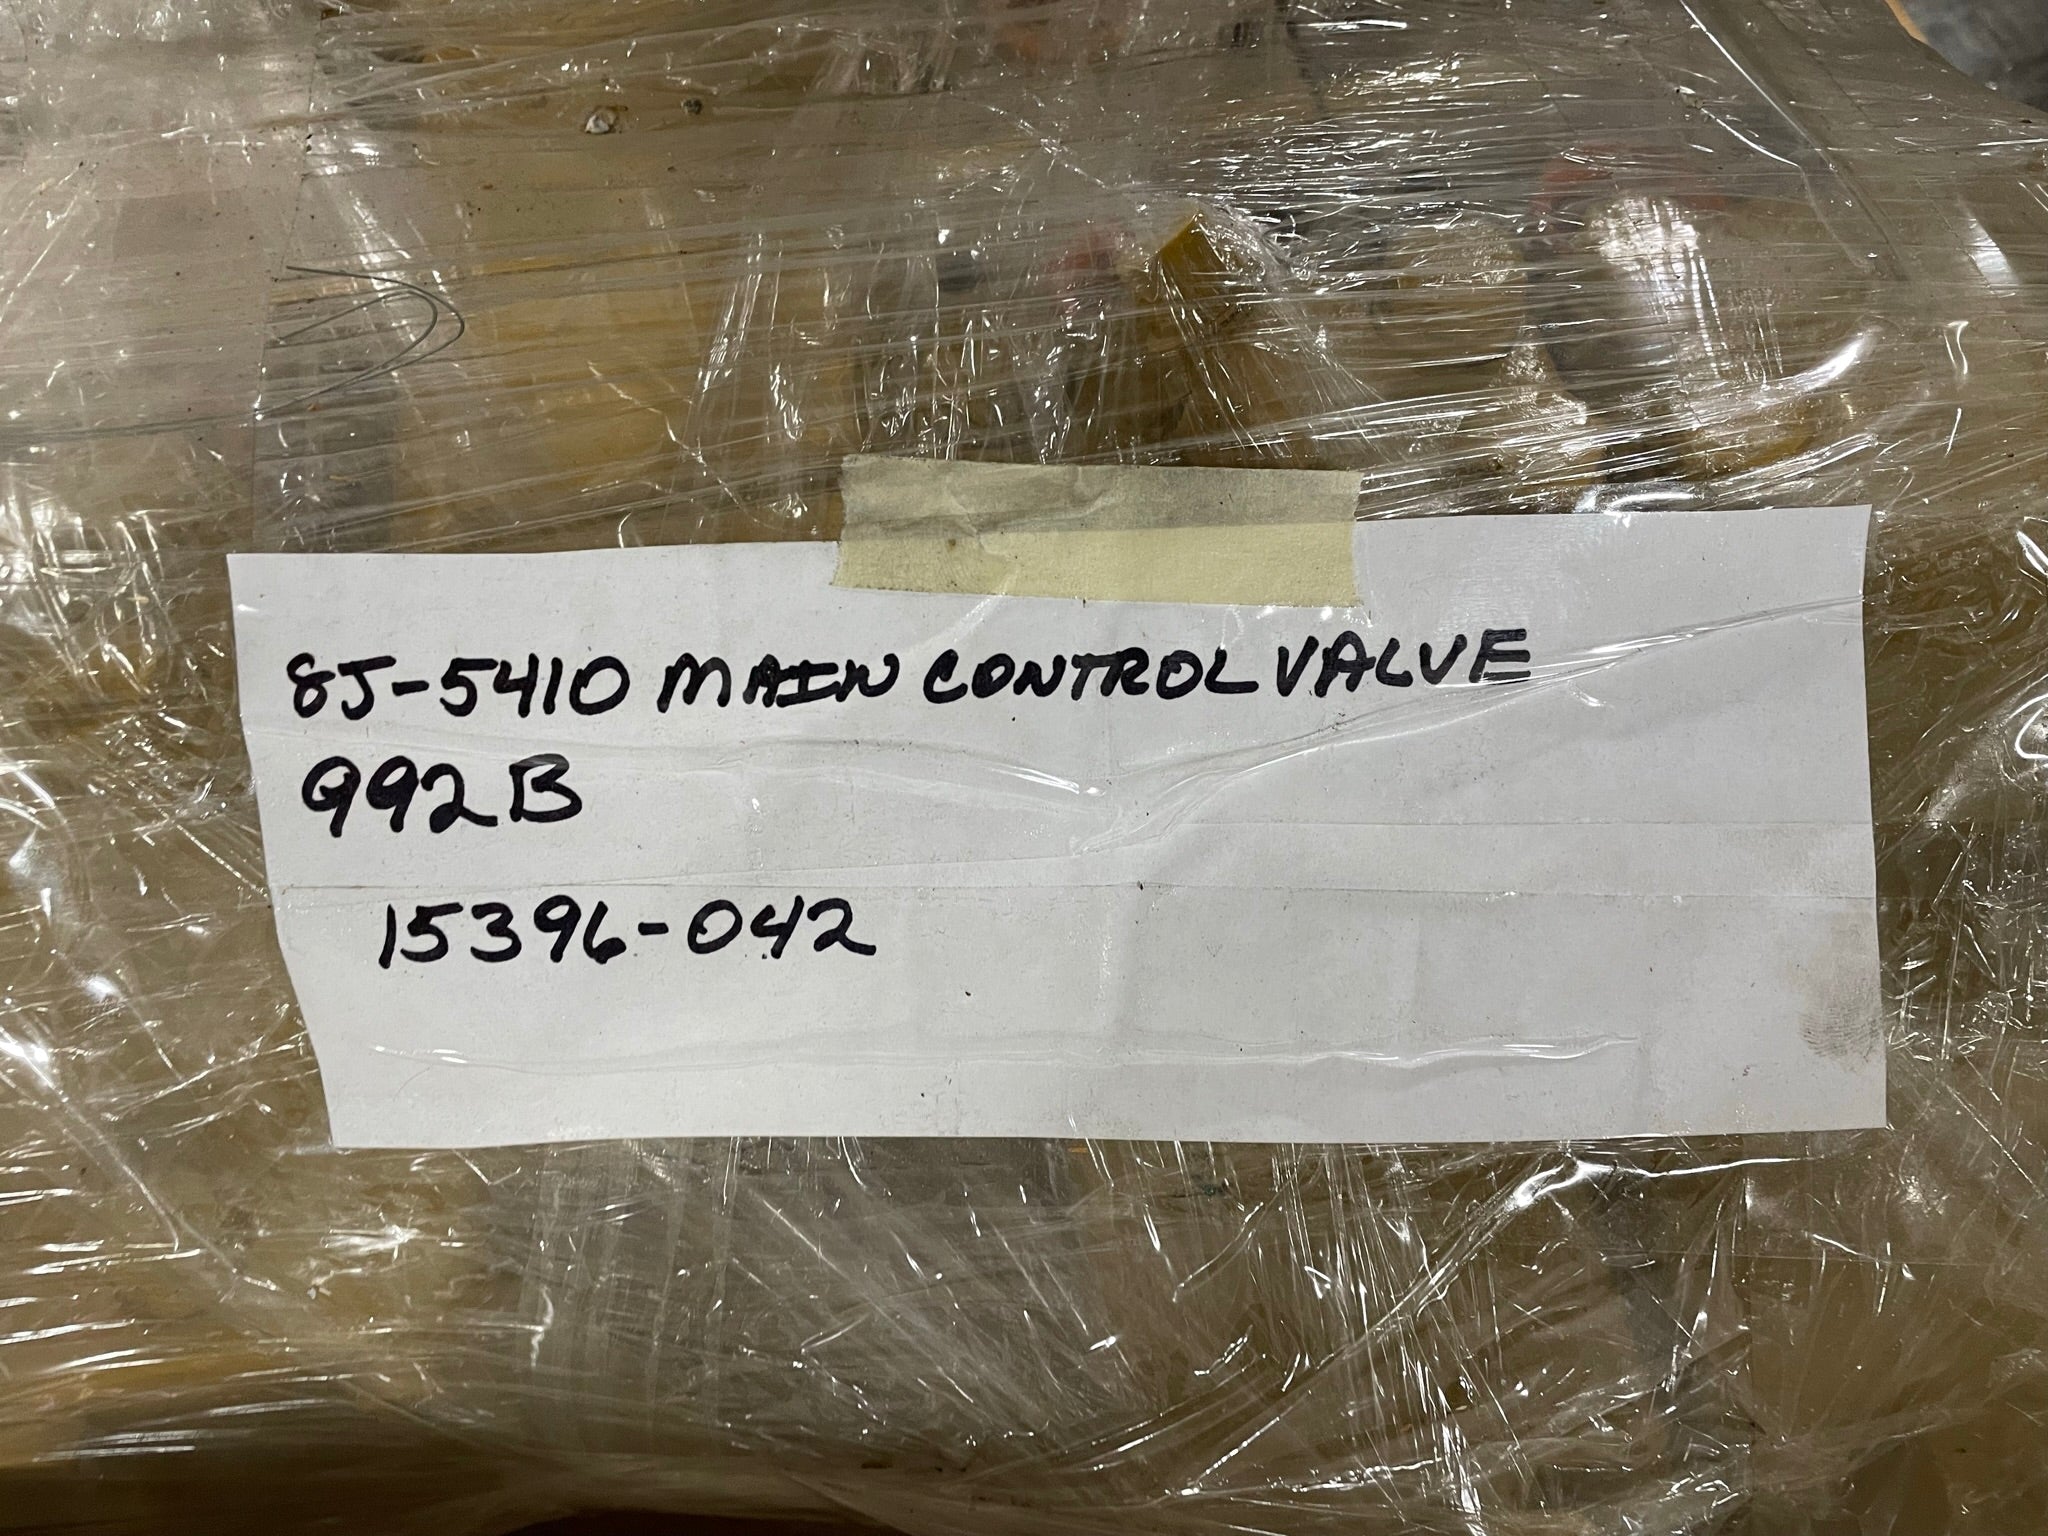 8J-5410 MAIN CONTROL VALVE
992B
15396-042